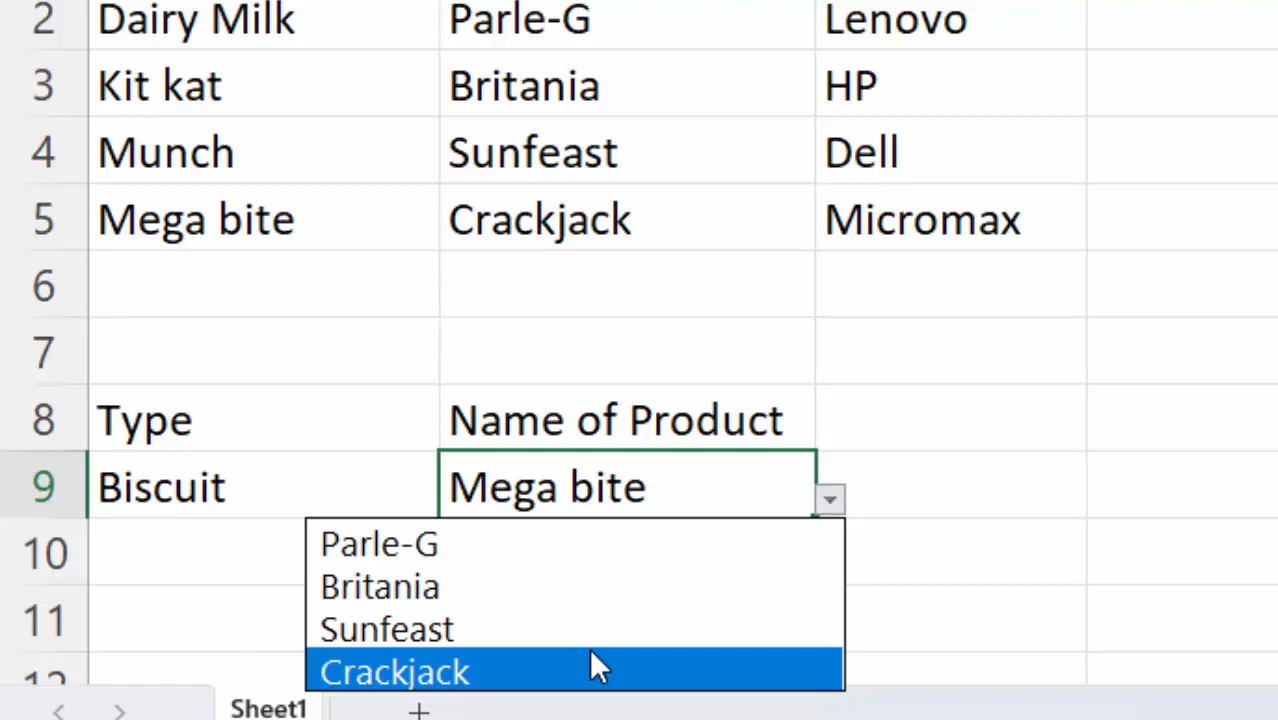 2 Dairy Milk Parle-G Lenovo
3 Kit kat Britania HP
4 Munch Sunfeast Dell
5 Mega bite Crackjack Micromax
6
7
8 Type Name of Product
9 Biscuit Mega bite
Parle-G
10
Britania
11
Sunfeast
Crackjack
12
Sheet1